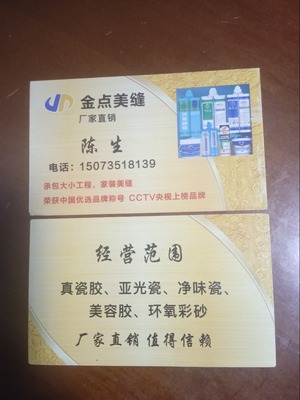 金点美缝
厂家直销
陈生
电话：15073518139
承包大小工程，家装美缝
荣获中国优选品牌称号 CCTV央视上榜品牌
经营范围
真瓷胶、亚光瓷、净味瓷、
美容胶、环氧彩砂
厂家直销 值得信赖